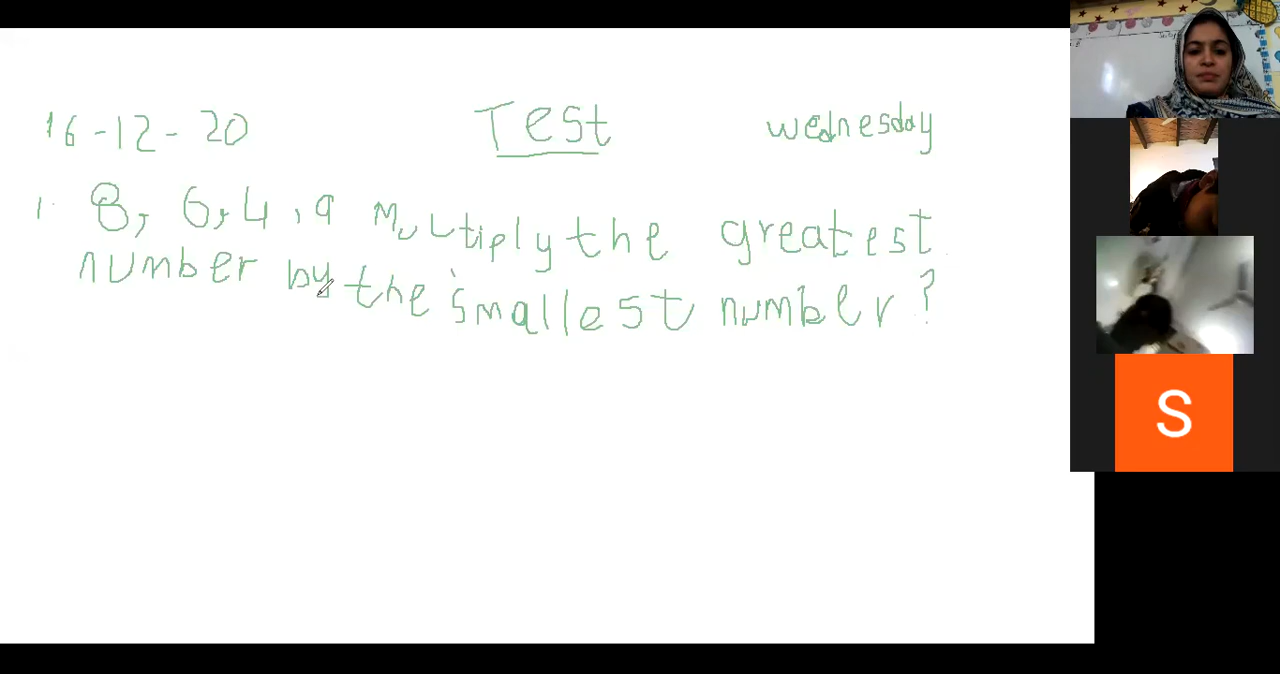 16-12-20 Test wednesday
1. 8, 6, 4, 9 Multiply the greatest
number by the smallest number?
S